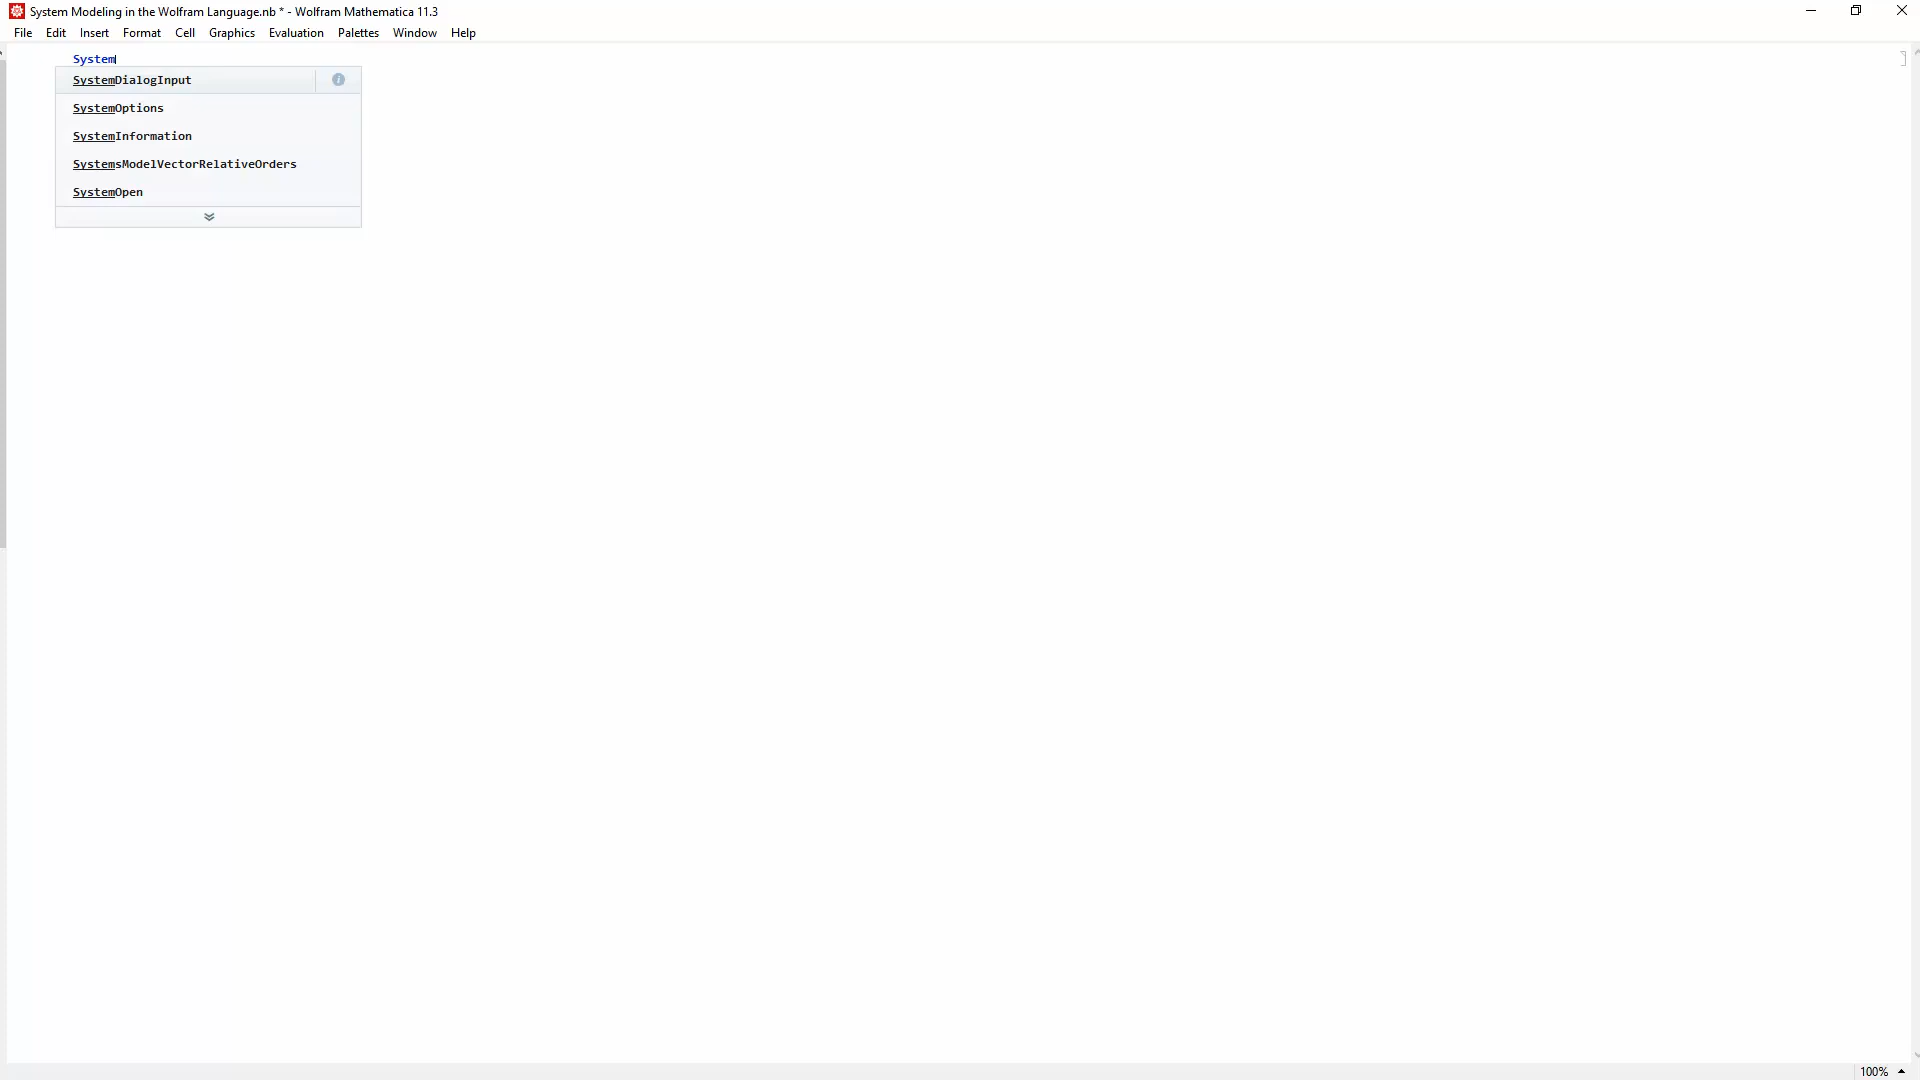 System Modeling in the Wolfram Language.nb * - Wolfram Mathematica 11.3
File Edit Insert Format Cell Graphics Evaluation Palettes Window Help
System
SystemDialogInput
SystemOptions
SystemInformation
SystemsModelVectorRelativeOrders
SystemOpen
100%